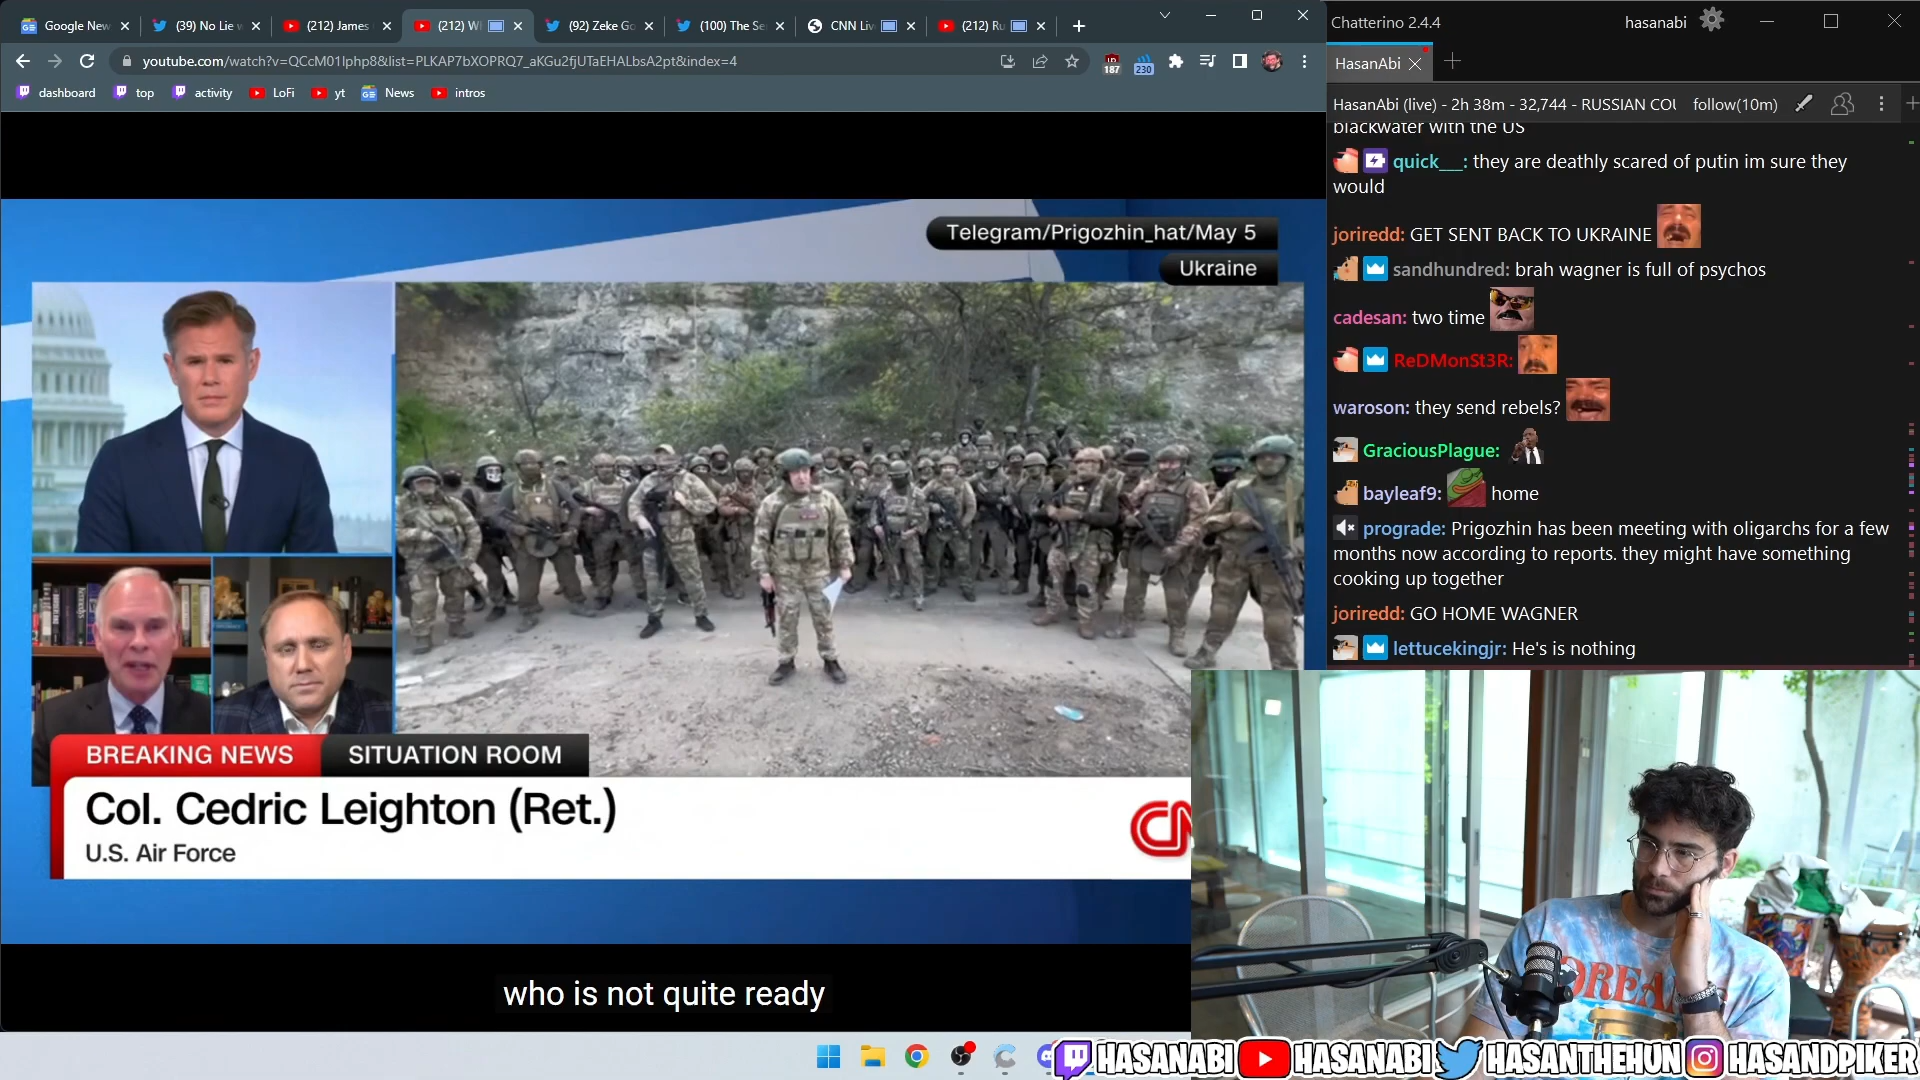 Google New
(39) No Lie w
(212) James
(212) W
(92) Zeke Go
(100) The Se
CNN Liv
(212) Ru
youtube.com/watch?v=QCcM01Iphp8&list=PLKAP7bXOPRQ7_aKGu2fjUTaEHALbsA2pt&index=4
187
230
dashboard
top
activity
LoFi
yt
News
intros
Telegram/Prigozhin_hat/May 5
Ukraine
BREAKING NEWS
SITUATION ROOM
Col. Cedric Leighton (Ret.)
U.S. Air Force
CN
who is not quite ready
Chatterino 2.4.4
hasanabi
HasanAbi
HasanAbi (live) - 2h 38m - 32,744 - RUSSIAN COU
follow(10m)
blackwater with the US
quick___: they are deathly scared of putin im sure they
would
joriredd: GET SENT BACK TO UKRAINE
sandhundred: brah wagner is full of psychos
cadesan: two time
ReDMonSt3R:
waroson: they send rebels?
GraciousPlague:
bayleaf9: home
prograde: Prigozhin has been meeting with oligarchs for a few
months now according to reports. they might have something
cooking up together
joriredd: GO HOME WAGNER
lettucekingjr: He's is nothing
HASANABI HASANABI HASANTHEHUN HASANDPIKER